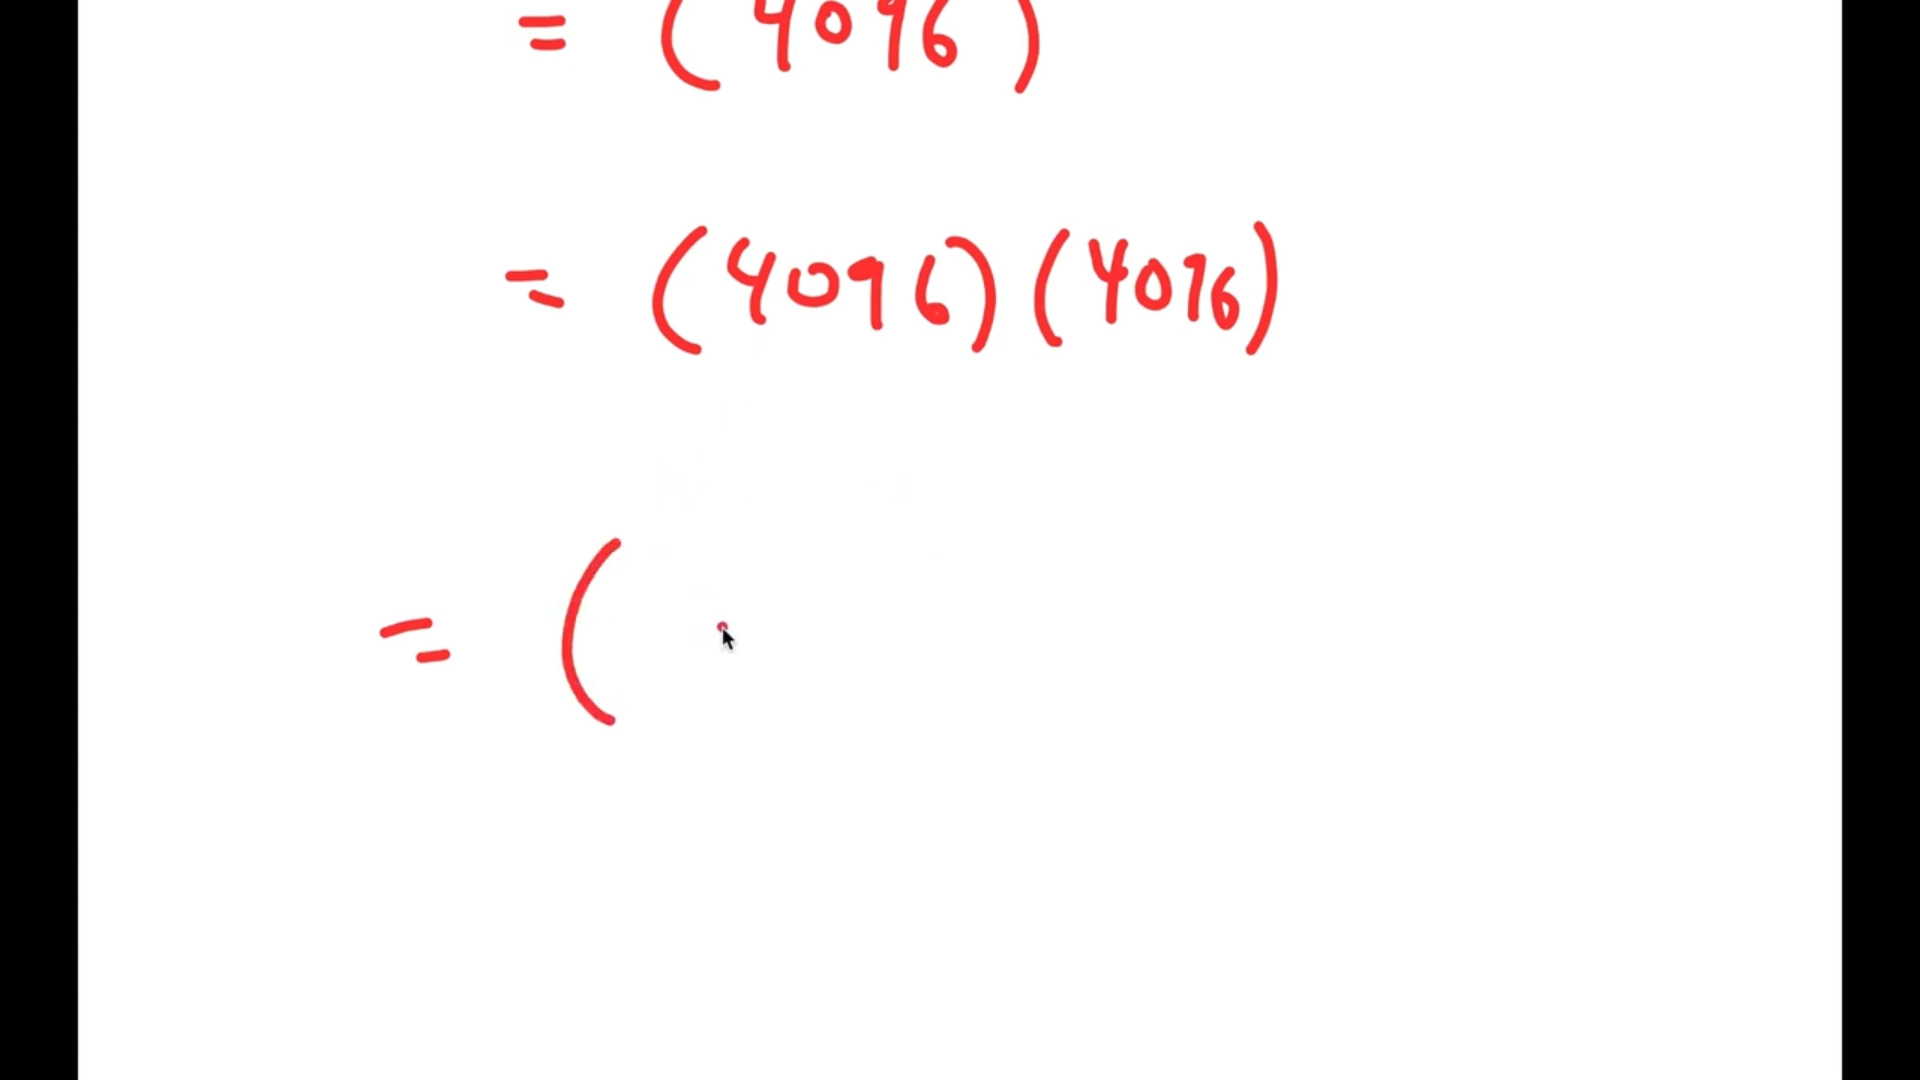 = (4096)
= (4096)(4096)
= (